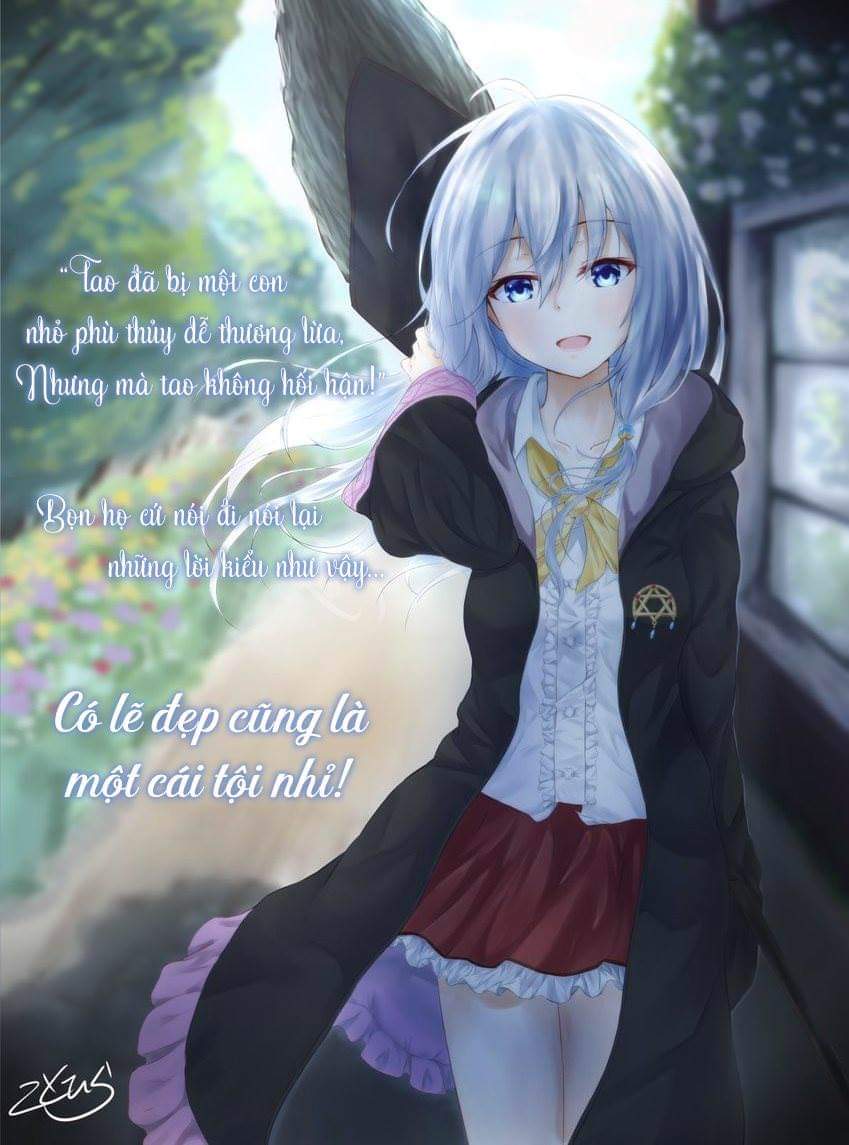 “Tao đã bị một con
nhỏ phù thủy dễ thương lừa,
Nhưng mà tao không hối hận!”
Bọn họ cứ nói đi nói lại
những lời kiểu như vậy...
Có lẽ đẹp cũng là
một cái tội nhỉ!